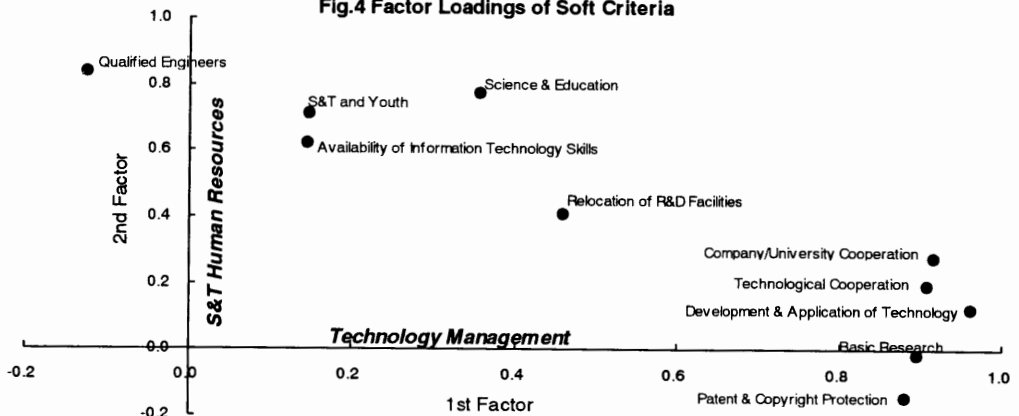 Fig.4 Factor Loadings of Soft Criteria
1.0
Qualified Engineers
0.8
Science & Education
S&T and Youth
0.6
Availability of Information Technology Skills
2nd Factor
S&T Human Resources
0.4
Relocation of R&D Facilities
Company/University Cooperation
0.2
Technological Cooperation
Development & Application of Technology
Technology Management
0.0
Basic Research
-0.2
0.0
0.2
0.4
0.6
0.8
1.0
Patent & Copyright Protection
1st Factor
-0.2